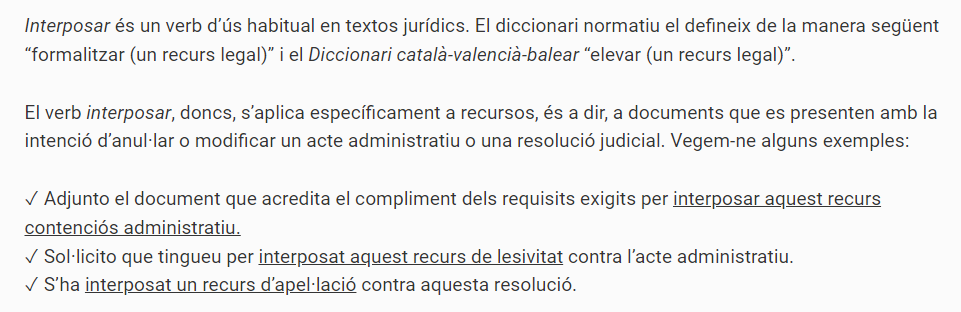 Interposar és un verb d’ús habitual en textos jurídics. El diccionari normatiu el defineix de la manera següent
“formalitzar (un recurs legal)” i el Diccionari català-valencià-balear “elevar (un recurs legal)”.
El verb interposar, doncs, s’aplica específicament a recursos, és a dir, a documents que es presenten amb la
intenció d’anul·lar o modificar un acte administratiu o una resolució judicial. Vegem-ne alguns exemples:
✓ Adjunto el document que acredita el compliment dels requisits exigits per interposar aquest recurs
contenciós administratiu.
✓ Sol·licito que tingueu per interposat aquest recurs de lesivitat contra l’acte administratiu.
✓ S’ha interposat un recurs d’apel·lació contra aquesta resolució.